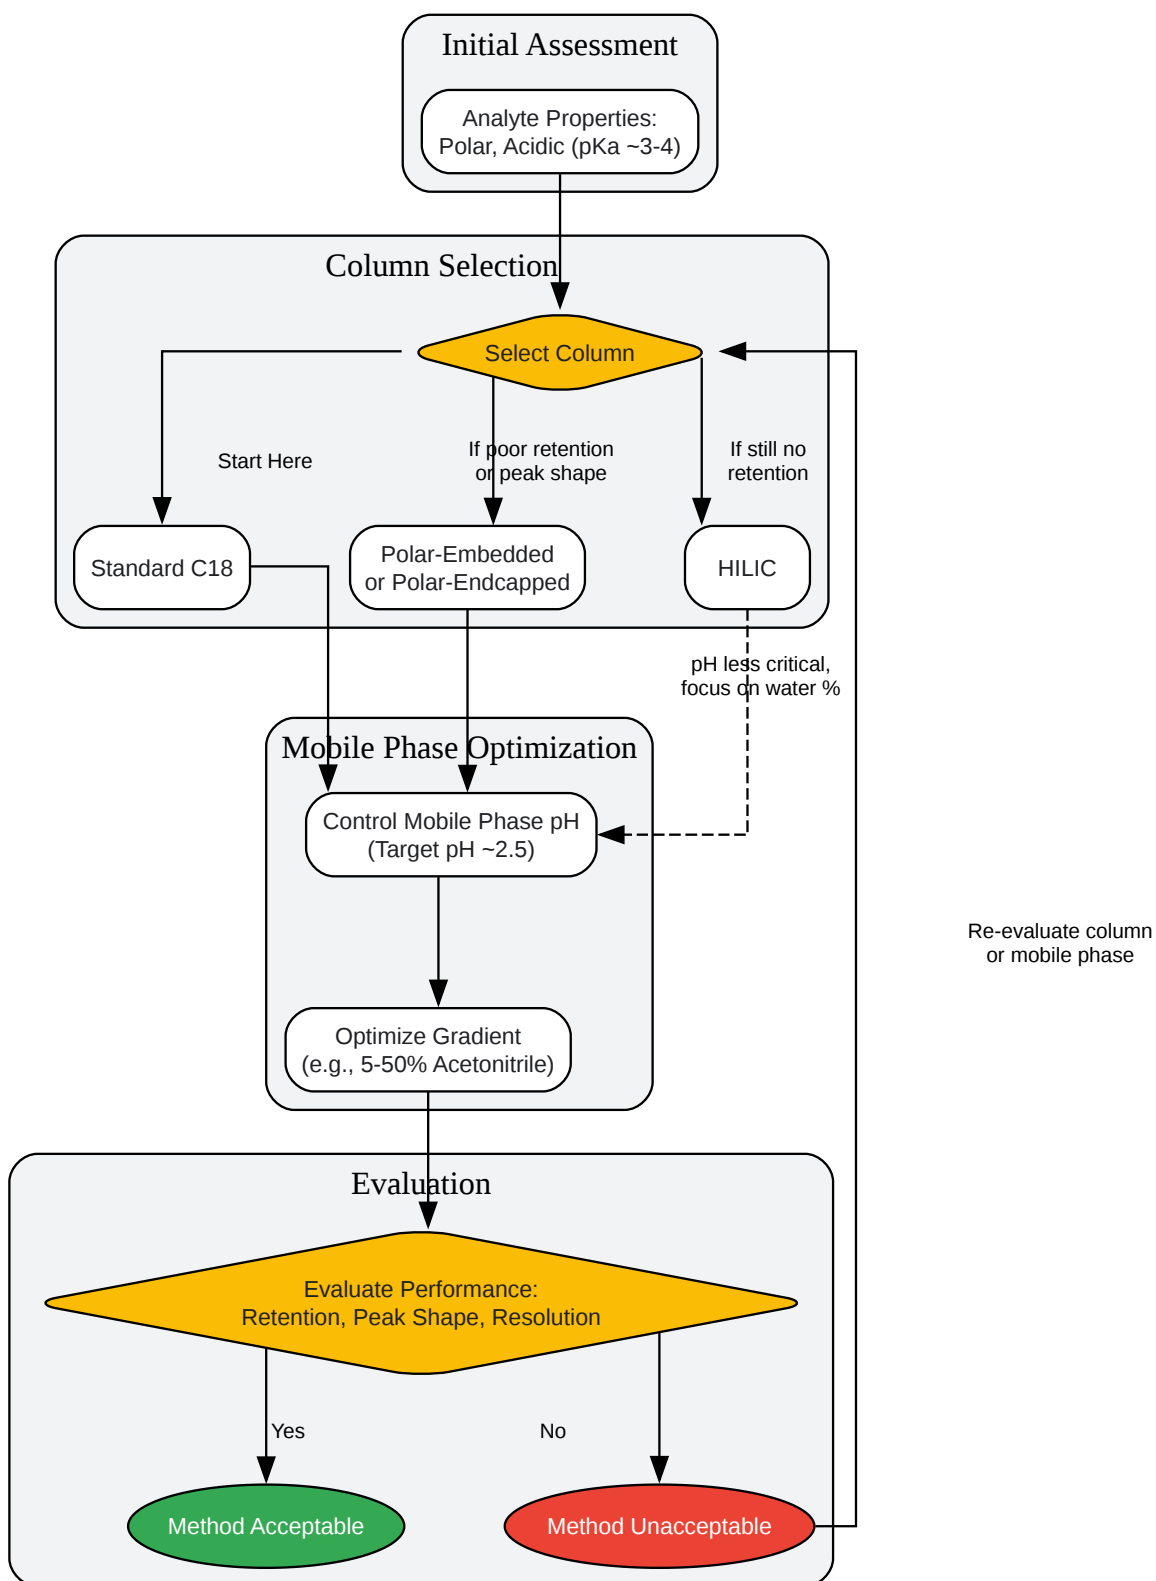 Initial Assessment
Analyte Properties:
Polar, Acidic (pKa ~3-4)
Column Selection
Select Column
Start Here
If poor retention
or peak shape
If still no
retention
Standard C18
Polar-Embedded
or Polar-Endcapped
HILIC
pH less critical,
focus on water %
Mobile Phase Optimization
Control Mobile Phase pH
(Target pH ~2.5)
Re-evaluate column
or mobile phase
Optimize Gradient
(e.g., 5-50% Acetonitrile)
Evaluation
Evaluate Performance:
Retention, Peak Shape, Resolution
Yes
No
Method Acceptable
Method Unacceptable